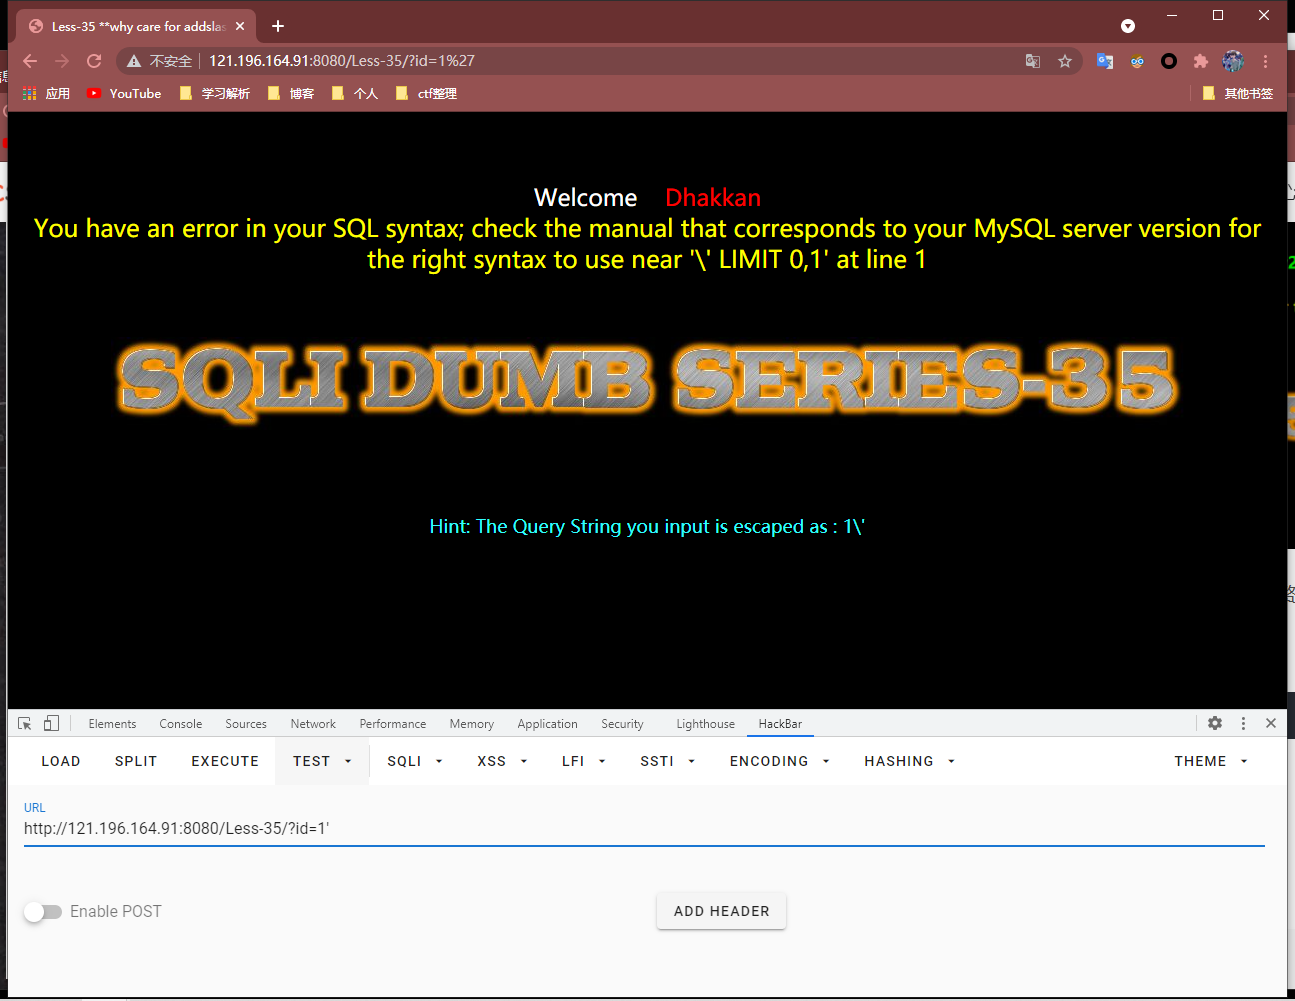 Less-35 **why care for addslas
不安全 121.196.164.91:8080/Less-35/?id=1%27
应用 YouTube 学习解析 博客 个人 ctf整理 其他书签
Welcome Dhakkan
You have an error in your SQL syntax; check the manual that corresponds to your MySQL server version for
the right syntax to use near '\' LIMIT 0,1' at line 1
SQLI DUMB SERIES-35
Hint: The Query String you input is escaped as : 1\'
Elements Console Sources Network Performance Memory Application Security Lighthouse HackBar
LOAD SPLIT EXECUTE TEST SQLI XSS LFI SSTI ENCODING HASHING THEME
URL
http://121.196.164.91:8080/Less-35/?id=1'
Enable POST ADD HEADER